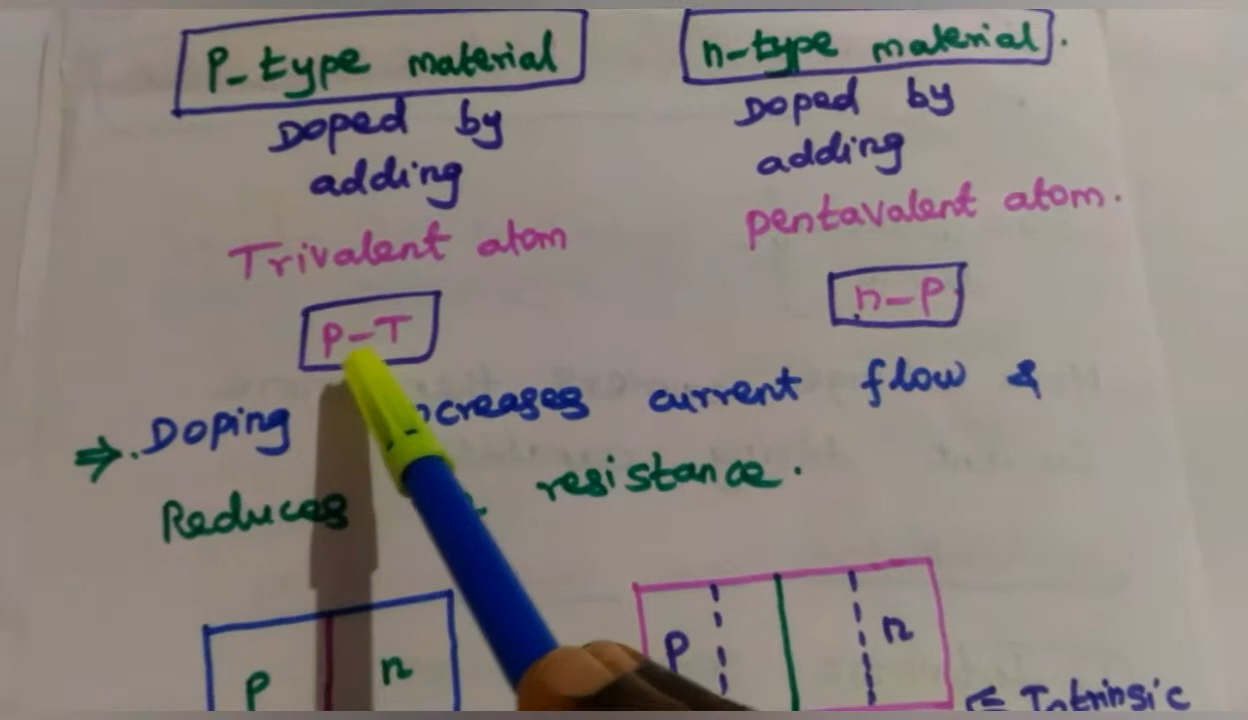 P-type material
Doped by
adding
Trivalent atom
P-T
n-type material.
Doped by
adding
pentavalent atom.
n-P
⇒. Doping increases current flow &
Reduces resistance.
p n
p n
⇐ Intrinsic